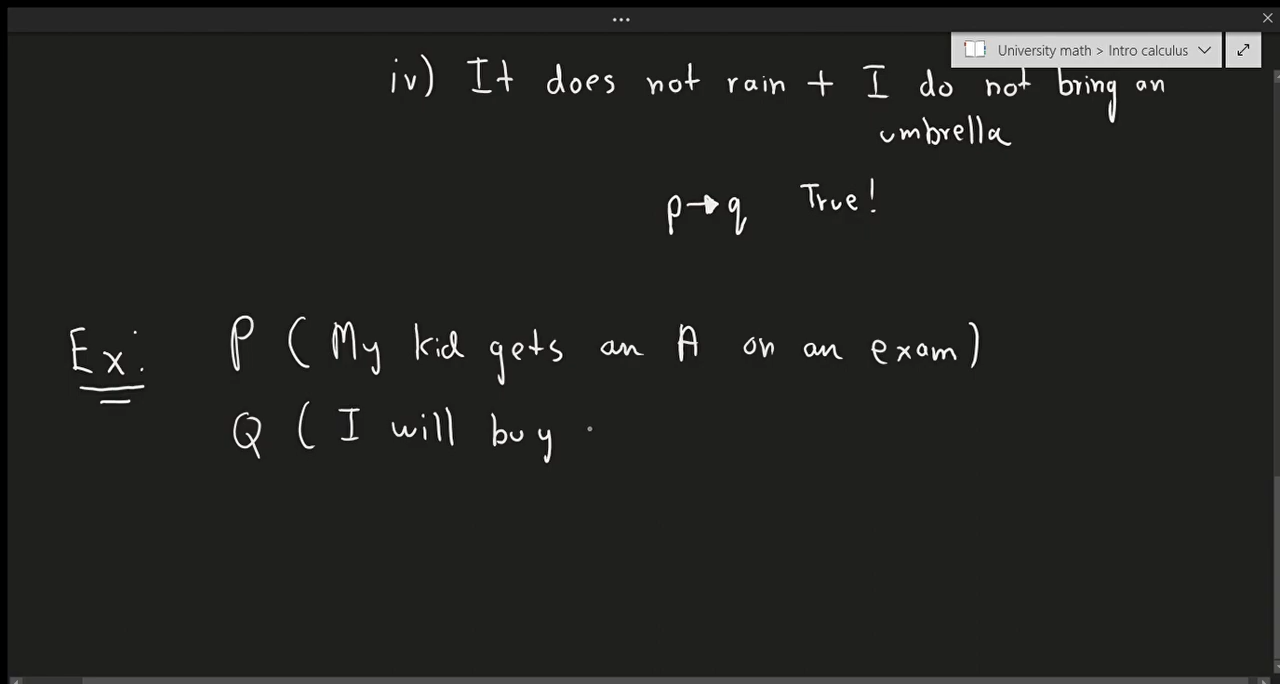 ...
University math > Intro calculus
iv) It does not rain + I do not bring an
umbrella
p→q True!
Ex: P (My kid gets an A on an exam)
Q (I will buy